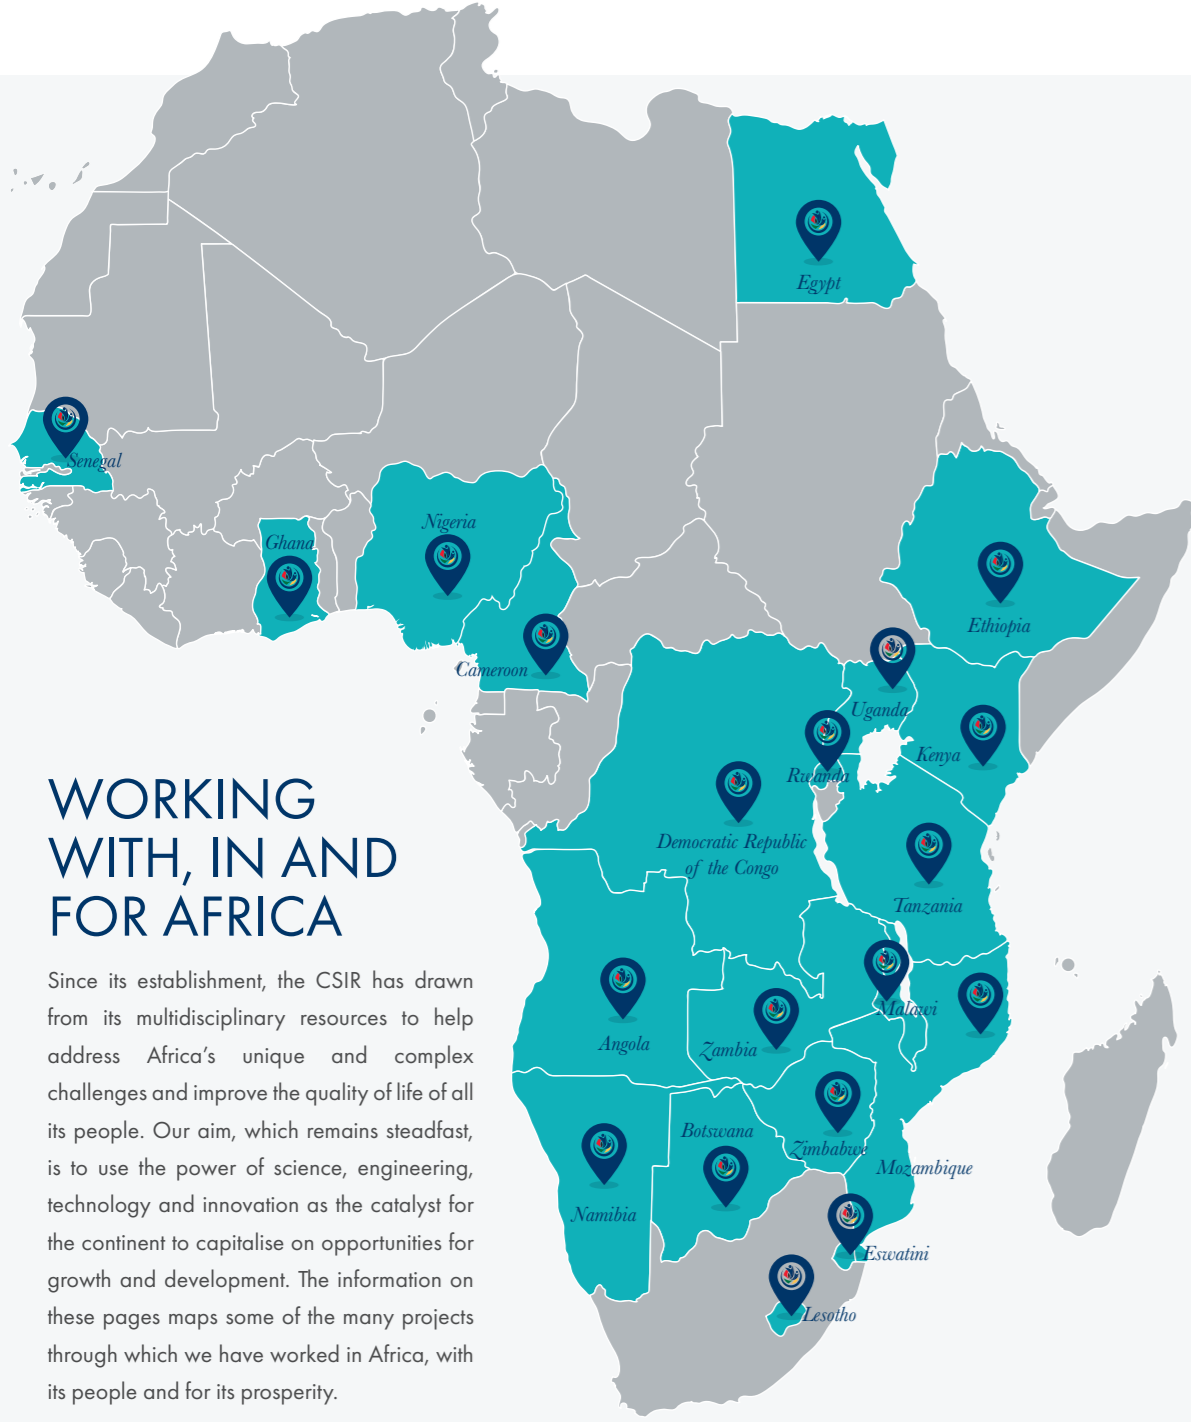 Egypt
Senegal
Nigeria
Ghana
Ethiopia
Cameroon
Uganda
Kenya
Rwanda
WORKING
WITH, IN AND
FOR AFRICA
Democratic Republic
of the Congo
Tanzania
Since its establishment, the CSIR has drawn
from its multidisciplinary resources to help
address Africa’s unique and complex
challenges and improve the quality of life of all
its people. Our aim, which remains steadfast,
is to use the power of science, engineering,
technology and innovation as the catalyst for
the continent to capitalise on opportunities for
growth and development. The information on
these pages maps some of the many projects
through which we have worked in Africa, with
its people and for its prosperity.
Malawi
Angola
Zambia
Botswana
Zimbabwe
Mozambique
Namibia
Eswatini
Lesotho